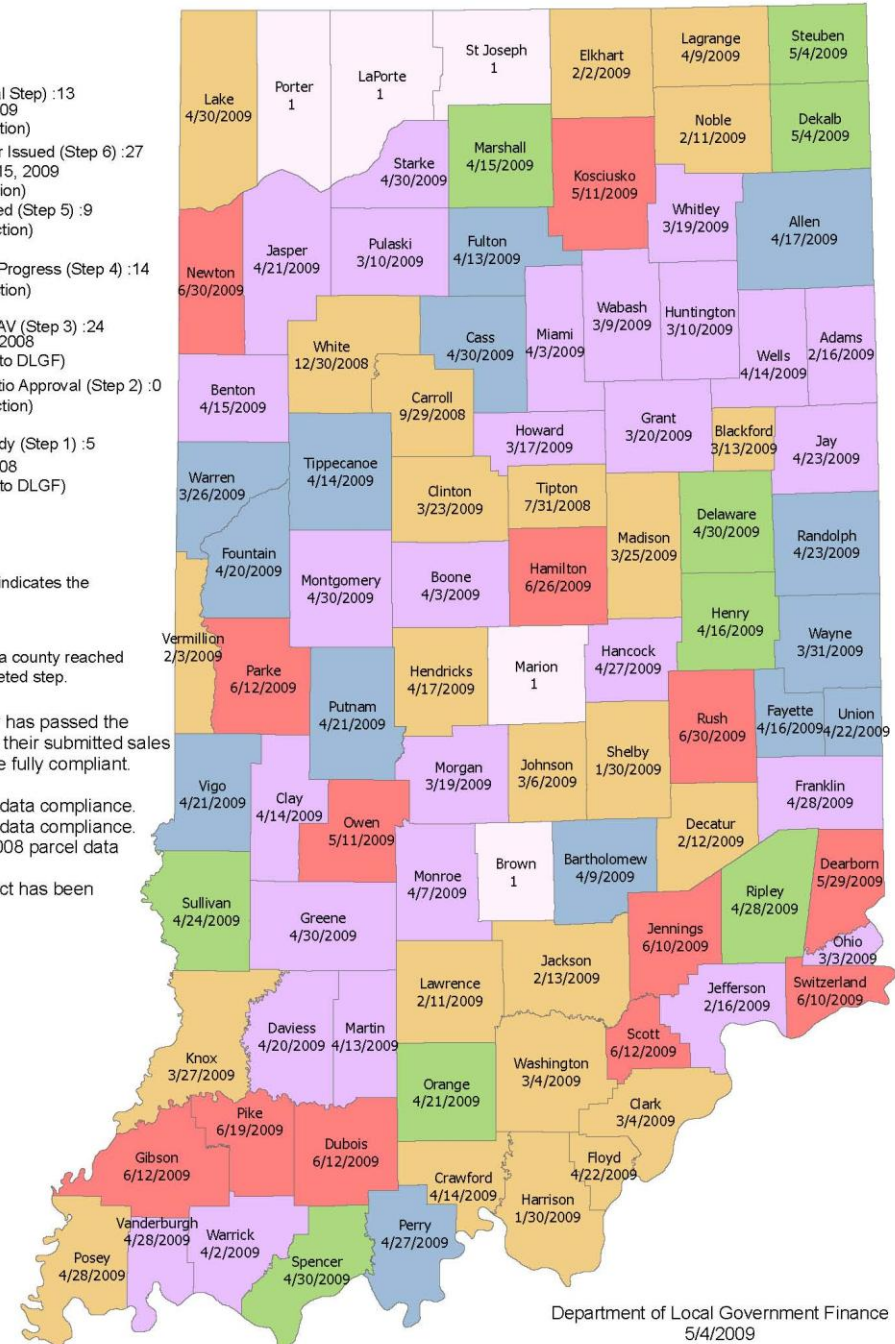 al Step) :13
09
tion)
r Issued (Step 6) :27
15, 2009
ion)
ed (Step 5) :9
ction)
Progress (Step 4) :14
ction)
AV (Step 3) :24
2008
to DLGF)
tio Approval (Step 2) :0
ction)
dy (Step 1) :5
08
to DLGF)
indicates the
a county reached
eted step.
has passed the
their submitted sales
e fully compliant.
data compliance.
data compliance.
008 parcel data
ct has been
Lake
4/30/2009
Porter
1
LaPorte
1
St Joseph
1
Elkhart
2/2/2009
Lagrange
4/9/2009
Steuben
5/4/2009
Noble
2/11/2009
Dekalb
5/4/2009
Starke
4/30/2009
Marshall
4/15/2009
Kosciusko
5/11/2009
Whitley
3/19/2009
Allen
4/17/2009
Newton
6/30/2009
Jasper
4/21/2009
Pulaski
3/10/2009
Fulton
4/13/2009
White
12/30/2008
Cass
4/30/2009
Miami
4/3/2009
Wabash
3/9/2009
Huntington
3/10/2009
Wells
4/14/2009
Adams
2/16/2009
Benton
4/15/2009
Carroll
9/29/2008
Howard
3/17/2009
Grant
3/20/2009
Blackford
3/13/2009
Jay
4/23/2009
Warren
3/26/2009
Tippecanoe
4/14/2009
Clinton
3/23/2009
Tipton
7/31/2008
Madison
3/25/2009
Delaware
4/30/2009
Randolph
4/23/2009
Fountain
4/20/2009
Montgomery
4/30/2009
Boone
4/3/2009
Hamilton
6/26/2009
Henry
4/16/2009
Wayne
3/31/2009
Vermillion
2/3/2009
Parke
6/12/2009
Putnam
4/21/2009
Hendricks
4/17/2009
Marion
1
Hancock
4/27/2009
Rush
6/30/2009
Fayette
4/16/2009
Union
4/22/2009
Vigo
4/21/2009
Clay
4/14/2009
Owen
5/11/2009
Morgan
3/19/2009
Johnson
3/6/2009
Shelby
1/30/2009
Decatur
2/12/2009
Franklin
4/28/2009
Sullivan
4/24/2009
Greene
4/30/2009
Monroe
4/7/2009
Brown
1
Bartholomew
4/9/2009
Jennings
6/10/2009
Ripley
4/28/2009
Dearborn
5/29/2009
Ohio
3/3/2009
Switzerland
6/10/2009
Jefferson
2/16/2009
Jackson
2/13/2009
Lawrence
2/11/2009
Scott
6/12/2009
Knox
3/27/2009
Daviess
4/20/2009
Martin
4/13/2009
Orange
4/21/2009
Washington
3/4/2009
Clark
3/4/2009
Floyd
4/22/2009
Harrison
1/30/2009
Crawford
4/14/2009
Gibson
6/12/2009
Pike
6/19/2009
Dubois
6/12/2009
Posey
4/28/2009
Vanderburgh
4/28/2009
Warrick
4/2/2009
Spencer
4/30/2009
Perry
4/27/2009
Department of Local Government Finance
5/4/2009